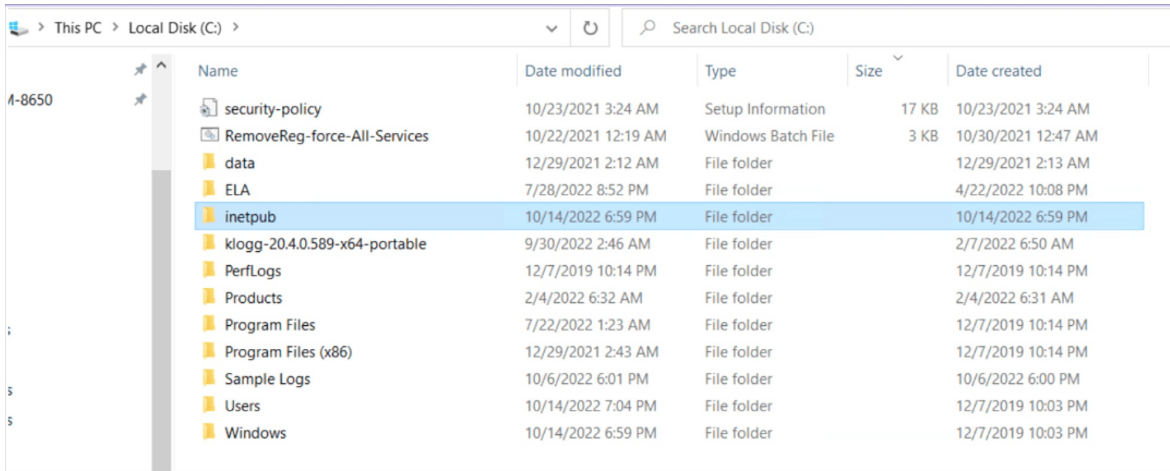 This PC > Local Disk (C:) > Search Local Disk (C:)
Name Date modified Type Size Date created
security-policy 10/23/2021 3:24 AM Setup Information 17 KB 10/23/2021 3:24 AM
M-8650
RemoveReg-force-All-Services 10/22/2021 12:19 AM Windows Batch File 3 KB 10/30/2021 12:47 AM
data 12/29/2021 2:12 AM File folder 12/29/2021 2:13 AM
ELA 7/28/2022 8:52 PM File folder 4/22/2022 10:08 PM
inetpub 10/14/2022 6:59 PM File folder 10/14/2022 6:59 PM
klogg-20.4.0.589-x64-portable 9/30/2022 2:46 AM File folder 2/7/2022 6:50 AM
PerfLogs 12/7/2019 10:14 PM File folder 12/7/2019 10:14 PM
Products 2/4/2022 6:32 AM File folder 2/4/2022 6:31 AM
Program Files 7/22/2022 1:23 AM File folder 12/7/2019 10:14 PM
Program Files (x86) 12/29/2021 2:43 AM File folder 12/7/2019 10:14 PM
Sample Logs 10/6/2022 6:01 PM File folder 10/6/2022 6:00 PM
Users 10/14/2022 7:04 PM File folder 12/7/2019 10:03 PM
Windows 10/14/2022 6:59 PM File folder 12/7/2019 10:03 PM